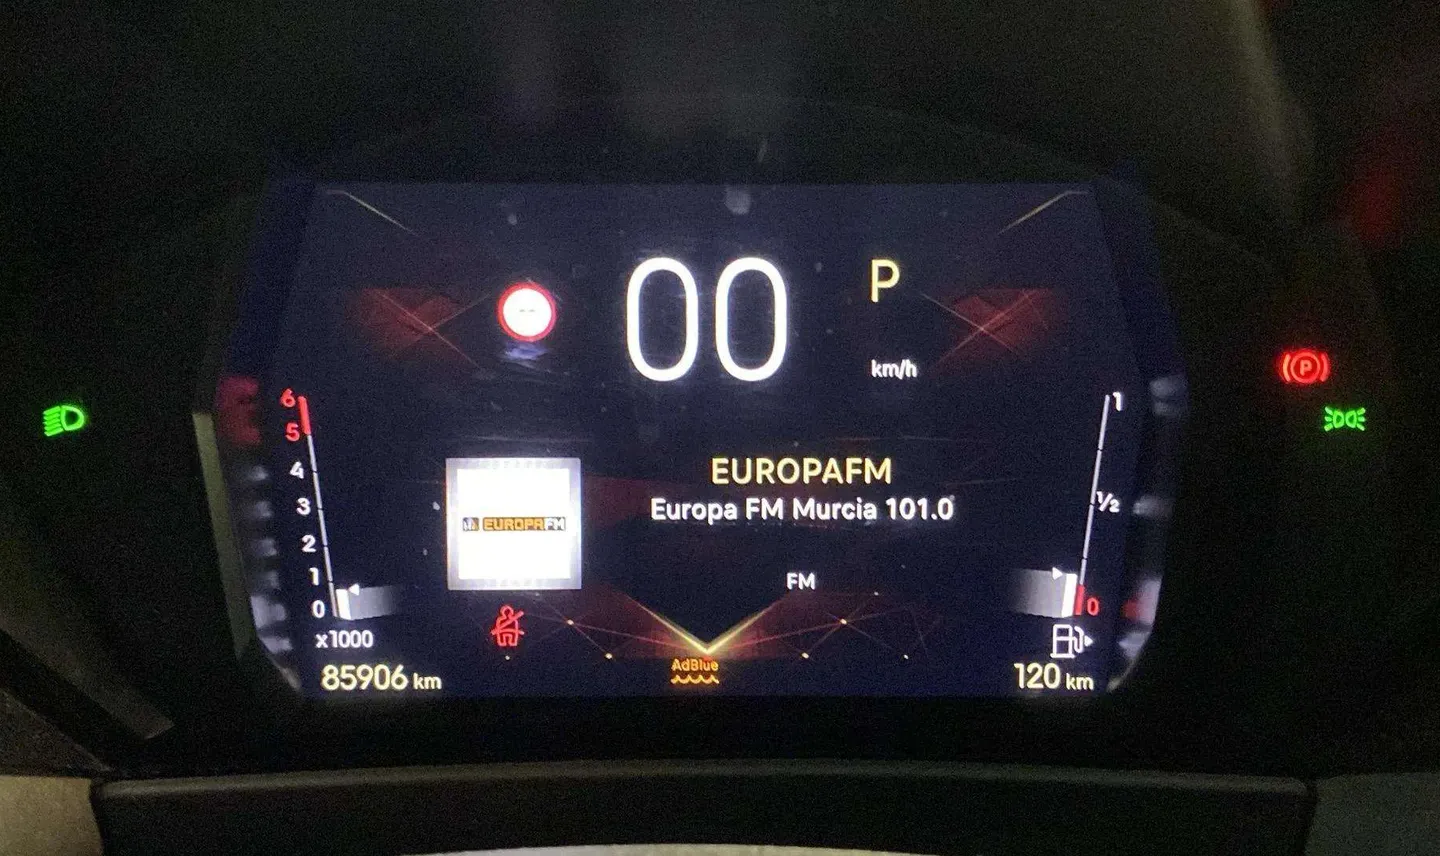 00
P
km/h
6
5
4
3
2
1
0
x1000
1
1/2
0
EUROPAFM
EUROPAFM
Europa FM Murcia 101.0
FM
AdBlue
85906 km
120 km
P